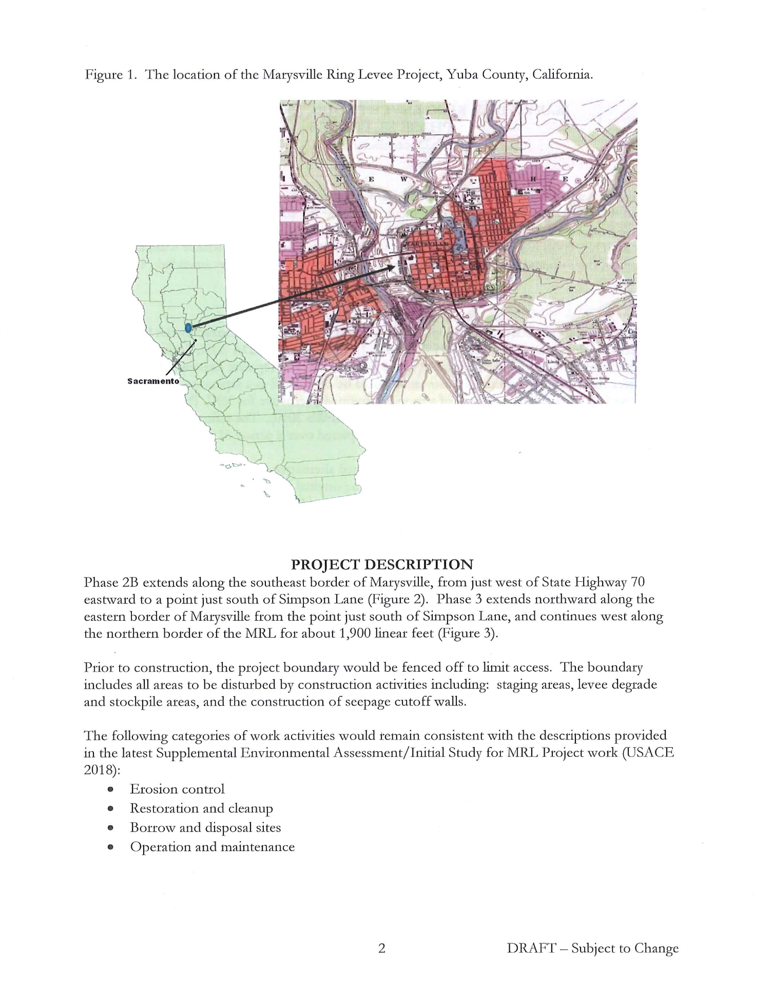 Figure 1.  The location of the Marysville Ring Levee Project, Yuba County, California.
N E W H E L V
MARYSVILLE
Sacramento
PROJECT DESCRIPTION
Phase 2B extends along the southeast border of Marysville, from just west of State Highway 70
eastward to a point just south of Simpson Lane (Figure 2).  Phase 3 extends northward along the
eastern border of Marysville from the point just south of Simpson Lane, and continues west along
the northern border of the MRL for about 1,900 linear feet (Figure 3).
Prior to construction, the project boundary would be fenced off to limit access.  The boundary
includes all areas to be disturbed by construction activities including:  staging areas, levee degrade
and stockpile areas, and the construction of seepage cutoff walls.
The following categories of work activities would remain consistent with the descriptions provided
in the latest Supplemental Environmental Assessment/Initial Study for MRL Project work (USACE
2018):
• Erosion control
• Restoration and cleanup
• Borrow and disposal sites
• Operation and maintenance
2
DRAFT – Subject to Change